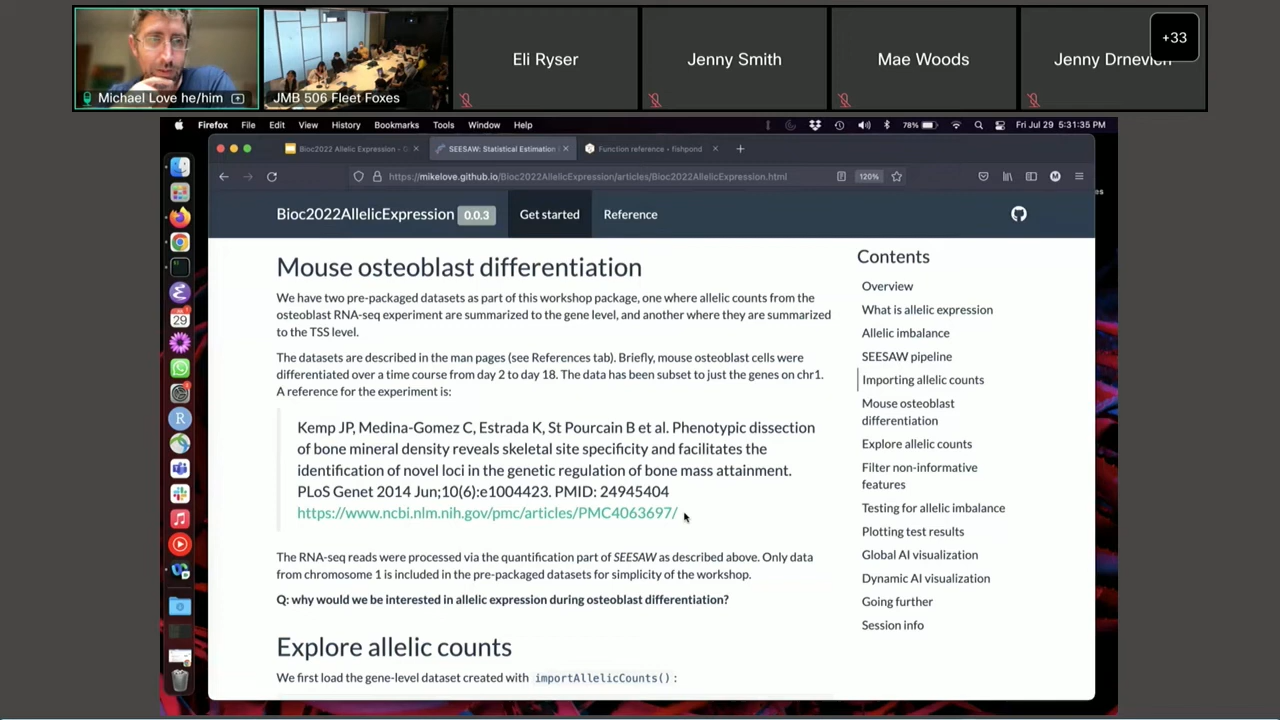 Michael Love he/him
JMB 506 Fleet Foxes
Eli Ryser
Jenny Smith
Mae Woods
Jenny Drnevich
+33
Firefox File Edit View History Bookmarks Tools Window Help
78% Fri Jul 29 5:31:35 PM
Bioc2022 Allelic Expression -
SEESAW: Statistical Estimation
Function reference - fishpond
https://mikelove.github.io/Bioc2022AllelicExpression/articles/Bioc2022AllelicExpression.html
120%
Bioc2022AllelicExpression 0.0.3 Get started Reference
Mouse osteoblast differentiation
We have two pre-packaged datasets as part of this workshop package, one where allelic counts from the
osteoblast RNA-seq experiment are summarized to the gene level, and another where they are summarized
to the TSS level.
The datasets are described in the man pages (see References tab). Briefly, mouse osteoblast cells were
differentiated over a time course from day 2 to day 18. The data has been subset to just the genes on chr1.
A reference for the experiment is:
Kemp JP, Medina-Gomez C, Estrada K, St Pourcain B et al. Phenotypic dissection
of bone mineral density reveals skeletal site specificity and facilitates the
identification of novel loci in the genetic regulation of bone mass attainment.
PLoS Genet 2014 Jun;10(6):e1004423. PMID: 24945404
https://www.ncbi.nlm.nih.gov/pmc/articles/PMC4063697/
The RNA-seq reads were processed via the quantification part of SEESAW as described above. Only data
from chromosome 1 is included in the pre-packaged datasets for simplicity of the workshop.
Q: why would we be interested in allelic expression during osteoblast differentiation?
Explore allelic counts
We first load the gene-level dataset created with importAllelicCounts() :
Contents
Overview
What is allelic expression
Allelic imbalance
SEESAW pipeline
Importing allelic counts
Mouse osteoblast
differentiation
Explore allelic counts
Filter non-informative
features
Testing for allelic imbalance
Plotting test results
Global AI visualization
Dynamic AI visualization
Going further
Session info